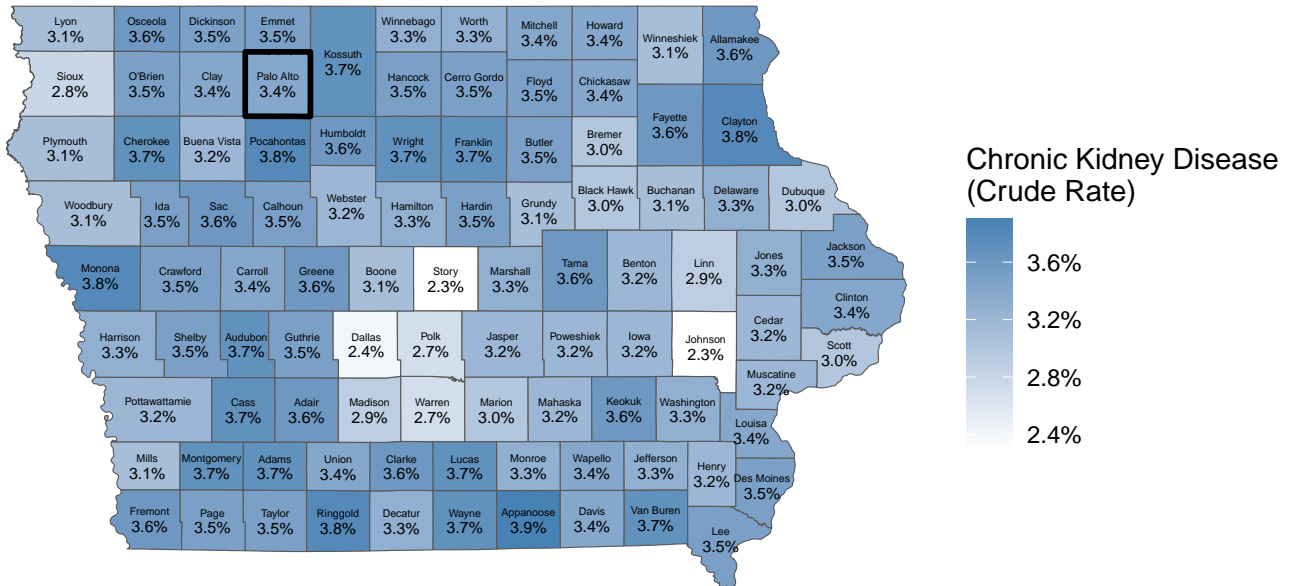 Lyon
3.1%
Osceola
3.6%
Dickinson
3.5%
Emmet
3.5%
Kossuth
3.7%
Winnebago
3.3%
Worth
3.3%
Mitchell
3.4%
Howard
3.4%
Winneshiek
3.1%
Allamakee
3.6%
Sioux
2.8%
O'Brien
3.5%
Clay
3.4%
Palo Alto
3.4%
Hancock
3.5%
Cerro Gordo
3.5%
Floyd
3.5%
Chickasaw
3.4%
Fayette
3.6%
Clayton
3.8%
Plymouth
3.1%
Cherokee
3.7%
Buena Vista
3.2%
Pocahontas
3.8%
Humboldt
3.6%
Wright
3.7%
Franklin
3.7%
Butler
3.5%
Bremer
3.0%
Woodbury
3.1%
Ida
3.5%
Sac
3.6%
Calhoun
3.5%
Webster
3.2%
Hamilton
3.3%
Hardin
3.5%
Grundy
3.1%
Black Hawk
3.0%
Buchanan
3.1%
Delaware
3.3%
Dubuque
3.0%
Monona
3.8%
Crawford
3.5%
Carroll
3.4%
Greene
3.6%
Boone
3.1%
Story
2.3%
Marshall
3.3%
Tama
3.6%
Benton
3.2%
Linn
2.9%
Jones
3.3%
Jackson
3.5%
Clinton
3.4%
Harrison
3.3%
Shelby
3.5%
Audubon
3.7%
Guthrie
3.5%
Dallas
2.4%
Polk
2.7%
Jasper
3.2%
Poweshiek
3.2%
Iowa
3.2%
Johnson
2.3%
Cedar
3.2%
Scott
3.0%
Muscatine
3.2%
Pottawattamie
3.2%
Cass
3.7%
Adair
3.6%
Madison
2.9%
Warren
2.7%
Marion
3.0%
Mahaska
3.2%
Keokuk
3.6%
Washington
3.3%
Louisa
3.4%
Mills
3.1%
Montgomery
3.7%
Adams
3.7%
Union
3.4%
Clarke
3.6%
Lucas
3.7%
Monroe
3.3%
Wapello
3.4%
Jefferson
3.3%
Henry
3.2%
Des Moines
3.5%
Fremont
3.6%
Page
3.5%
Taylor
3.5%
Ringgold
3.8%
Decatur
3.3%
Wayne
3.7%
Appanoose
3.9%
Davis
3.4%
Van Buren
3.7%
Lee
3.5%
Chronic Kidney Disease
(Crude Rate)
3.6%
3.2%
2.8%
2.4%